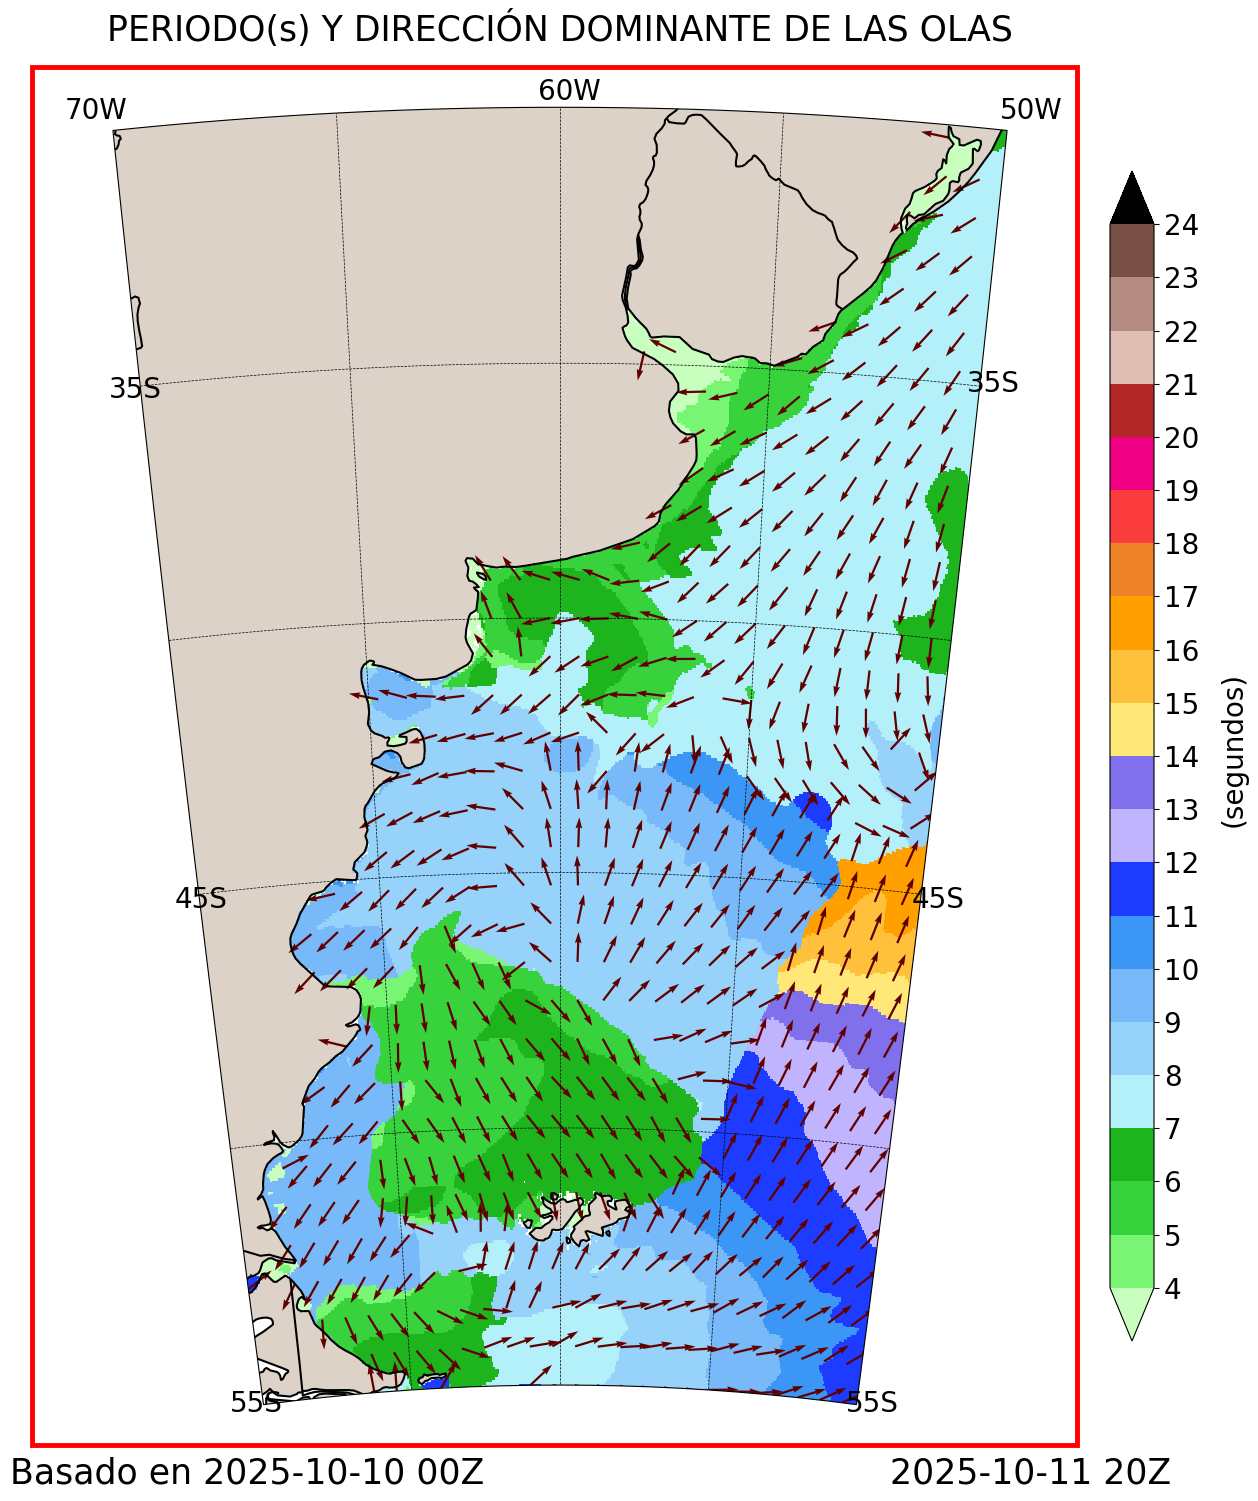 PERIODO(s) Y DIRECCIÓN DOMINANTE DE LAS OLAS
70W
60W
50W
35S
35S
45S
45S
55S
55S
24
23
22
21
20
19
18
17
16
15
14
13
12
11
10
9
8
7
6
5
4
(segundos)
Basado en 2025-10-10 00Z
2025-10-11 20Z